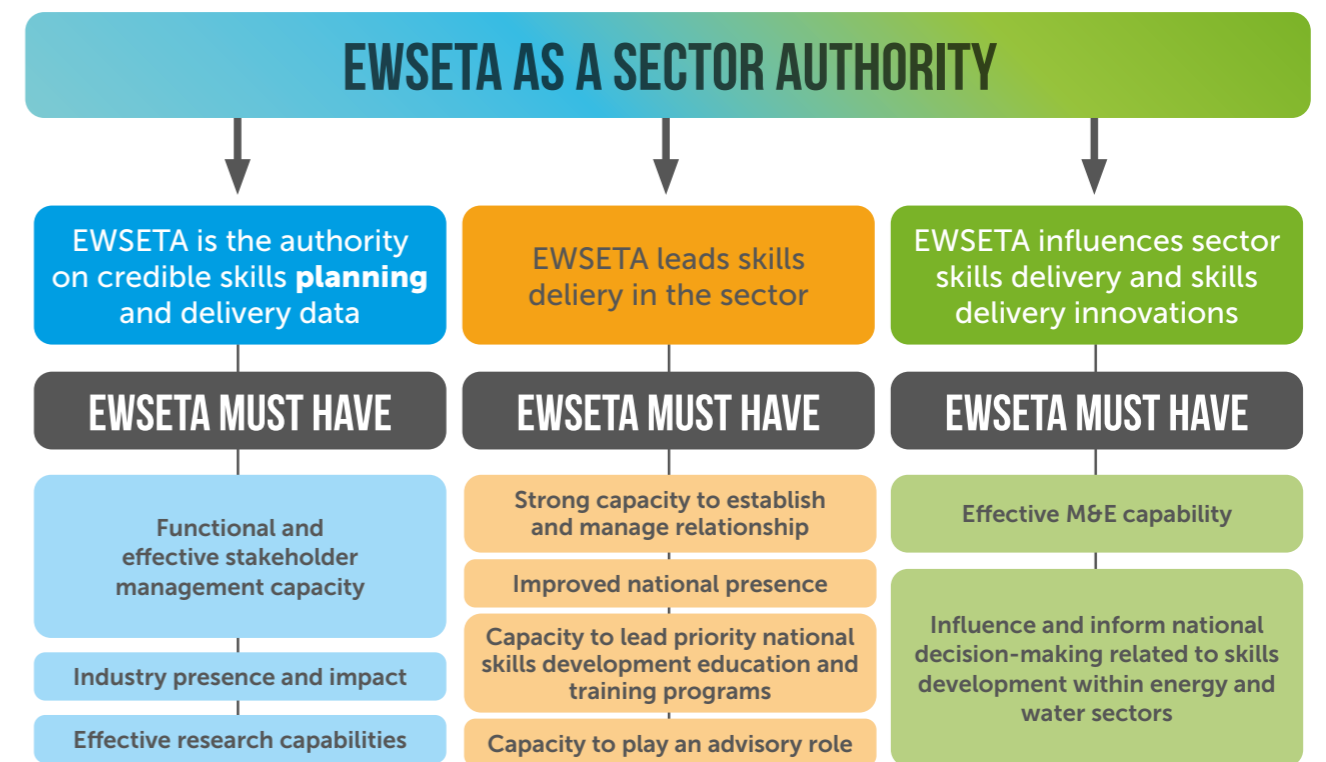 EWSETA AS A SECTOR AUTHORITY
EWSETA is the authority
on credible skills planning
and delivery data
EWSETA MUST HAVE
Functional and
effective stakeholder
management capacity
Industry presence and impact
Effective research capabilities
EWSETA leads skills
deliery in the sector
EWSETA MUST HAVE
Strong capacity to establish
and manage relationship
Improved national presence
Capacity to lead priority national
skills development education and
training programs
Capacity to play an advisory role
EWSETA influences sector
skills delivery and skills
delivery innovations
EWSETA MUST HAVE
Effective M&E capability
Influence and inform national
decision-making related to skills
development within energy and
water sectors